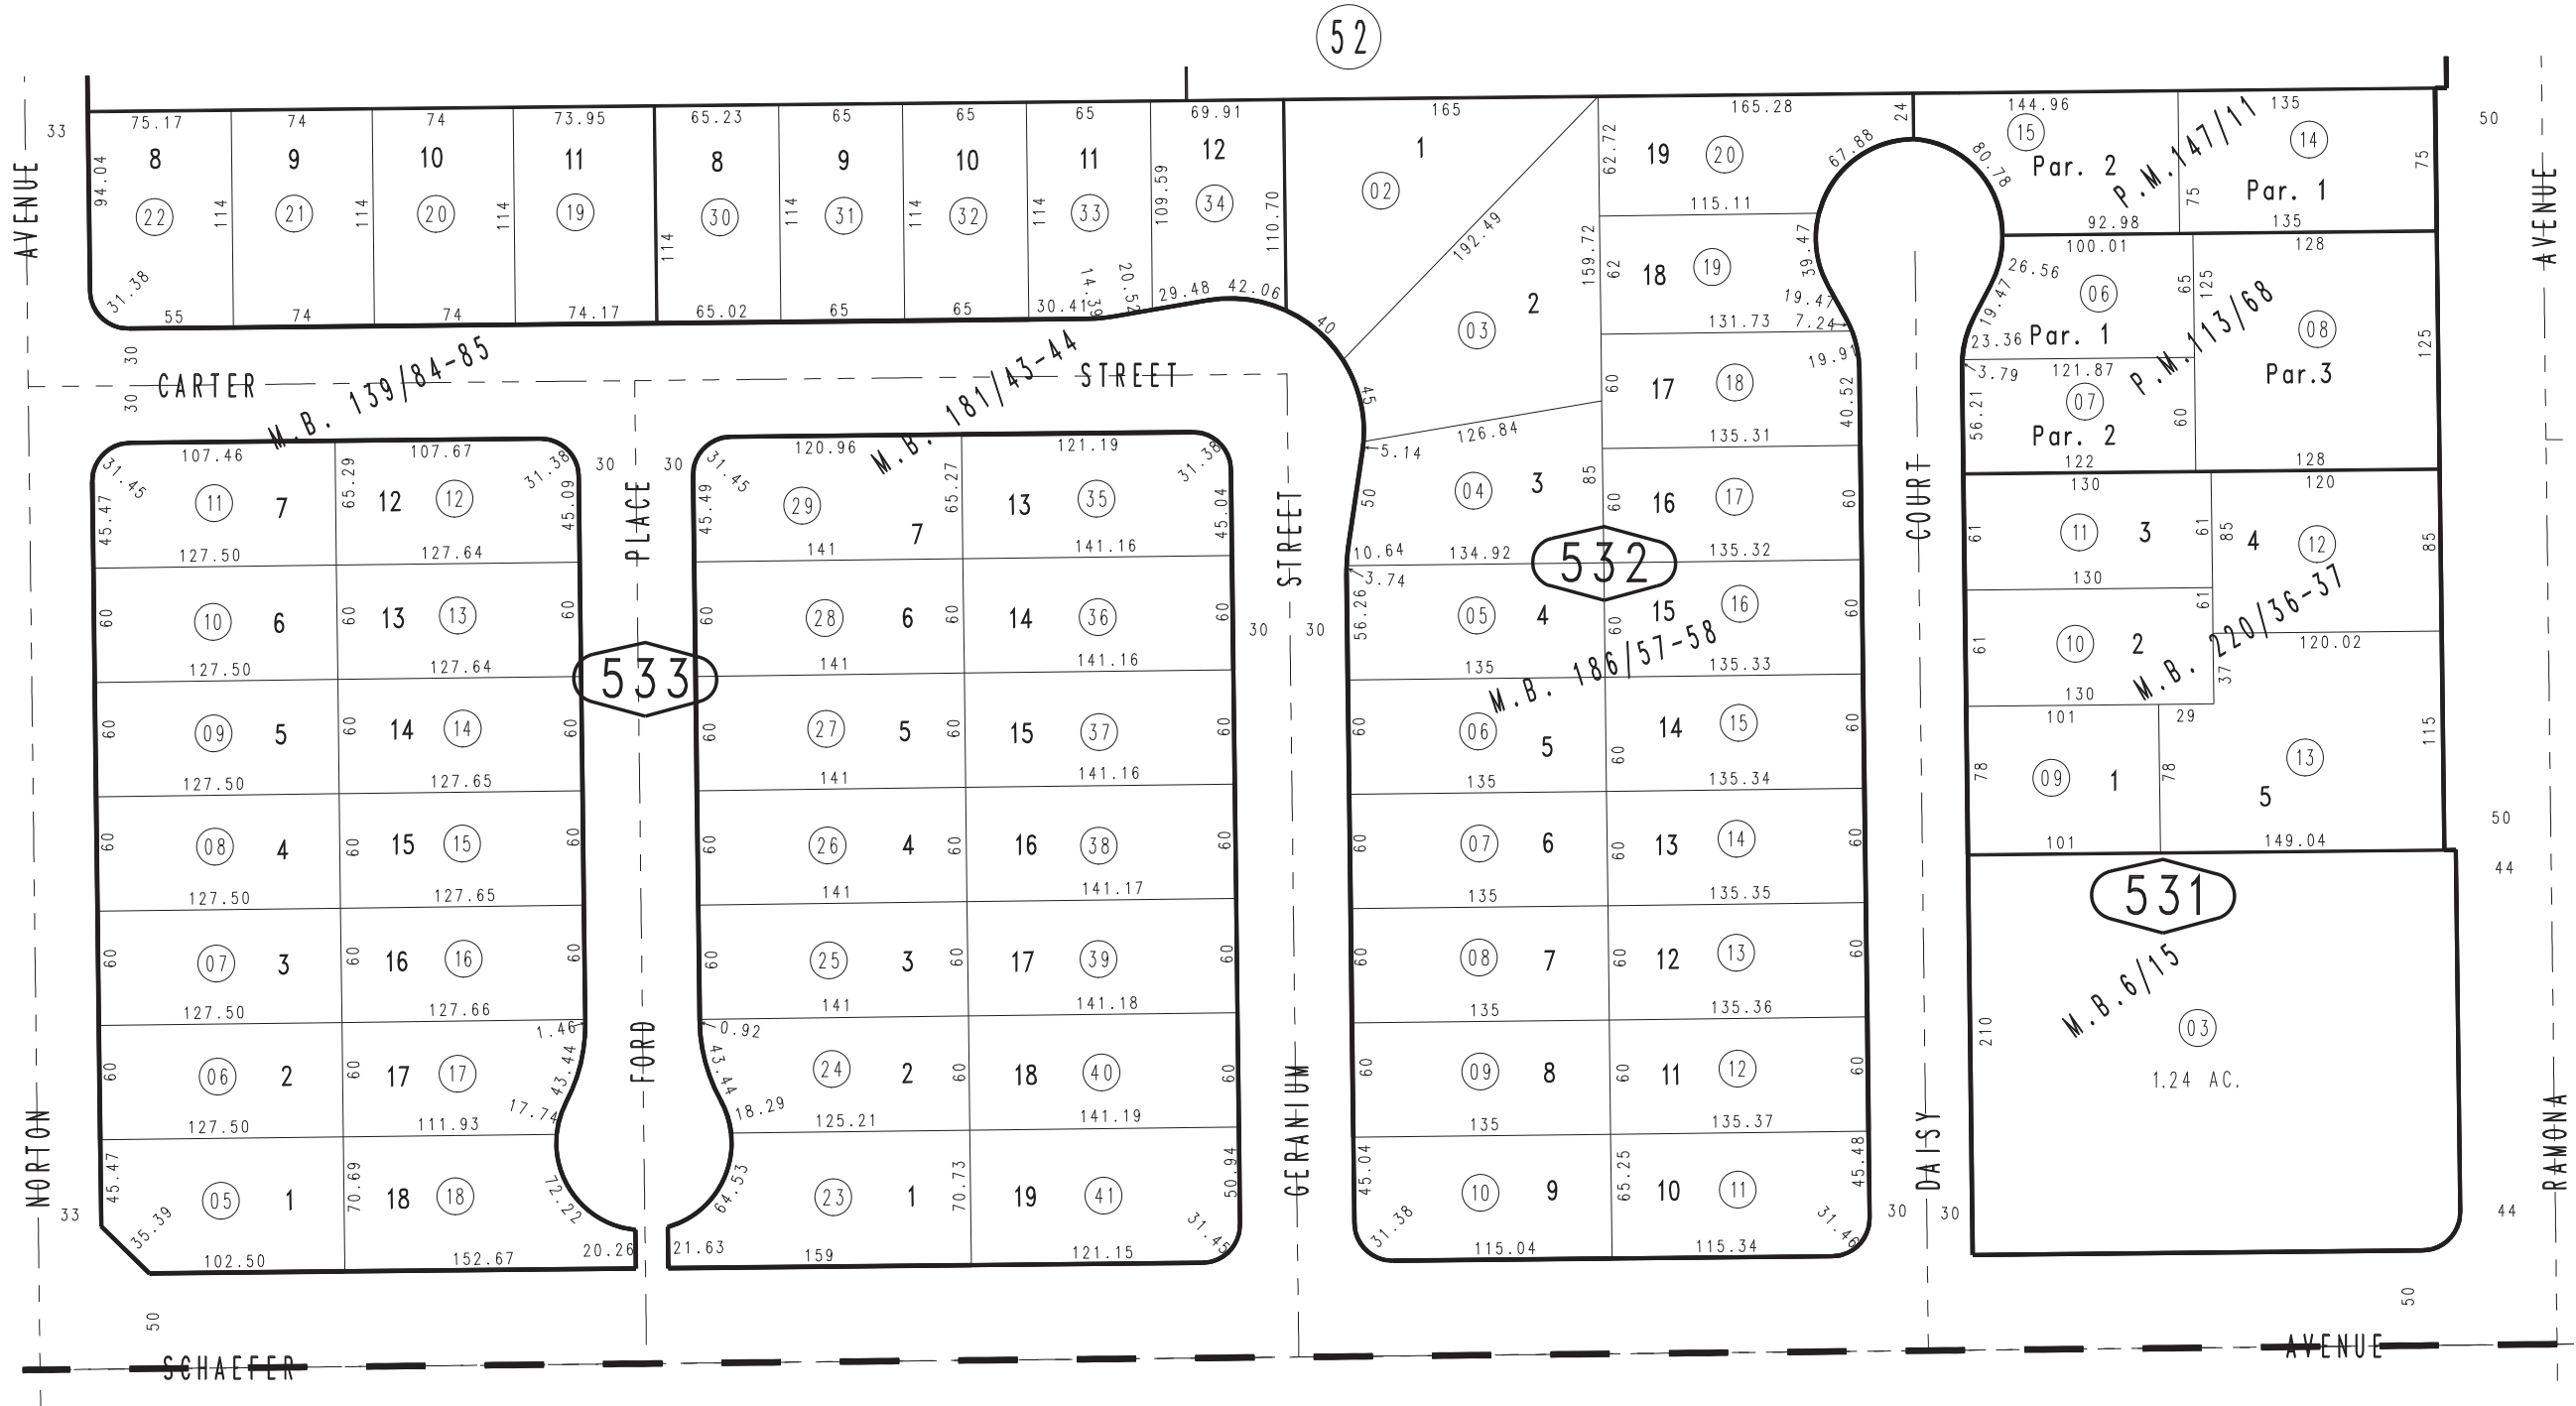 52
33
75.17 74 74 73.95 65.23 65 65 65 69.91 165 165.28 24 144.96 135
50
AVENUE
94.04
8 9 10 11 8 9 10 11 12 1
22 21 20 19 30 31 32 33 34 02
114 114 114 114 114 114 114 114 109.59 110.70
62.72 19 20 67.88 80.78
15 Par. 2 P.M.147/11 14 Par. 1 75
75
AVENUE
115.11 92.98 135
31.38
55 74 74 74.17 65.02 65 65 30.41 14.39 20.52 29.48 42.06
192.49 159.72 2 03 40
62 18 19 39.47 19.47 7.24
131.73
100.01 128
26.56 19.47 06 65 125
23.36 Par. 1 P.M.113/68 08 Par.3 125
3.79 121.87
30
CARTER STREET
30
M.B. 139/84-85
M.B. 181/43-44
45
60 17 18 19.91 40.52
135.31
56.21 07 60
Par. 2
122 128
107.46 107.67 120.96 121.19
31.45 31.38 30 30 31.45 31.38
126.84
5.14
45.47 11 7 65.29 12 12 45.09
PLACE
45.49 29 7 65.27 13 35 45.04
STREET
50 04 3 85
60 16 17 60
COURT
130 120
61 11 3 61 85 4 12 85
127.50 127.64 141 141.16
10.64 134.92 135.32
532
130
3.74
60 10 6 60 13 13 60
60 28 6 60 14 36 60
30 30
56.26 05 4 60 15 16 60
61 10 2 61
M.B. 220/36-37
120.02
127.50 127.64 141 141.16 135 135.33
M.B. 186/57-58
130 37
533
60 09 5 60 14 14 60
60 27 5 60 15 37 60
60 06 5 60 14 15 60
101 29 115
78 09 1 78 13 5
127.50 127.65 141 141.16 135 135.34
60 08 4 60 15 15 60
60 26 4 60 16 38 60
60 07 6 60 13 14 60
50
101 149.04
127.50 127.65 141 141.17 135 135.35
44
531
60 07 3 60 16 16 60
60 25 3 60 17 39 60
60 08 7 60 12 13 60
M.B.6/15
127.50 127.66 141 141.18 135 135.36
1.46 0.92
FORD
210
03
1.24 AC.
60 06 2 60 17 17 43.44
43.44 24 2 60 18 40 60
60 09 8 60 11 12 60
GERANIUM
DAISY
NORTON
RAMONA
127.50 111.93 17.74 18.29 125.21 141.19 135 135.37
45.47 05 1 70.69 18 18 72.22
64.53 23 1 70.73 19 41 50.94
45.04 10 9 65.25 10 11 45.48
33
35.39
31.45 31.38 31.46
30 30
44
102.50 152.67 20.26 21.63 159 121.15 115.04 115.34
50
50
SCHAEFER AVENUE